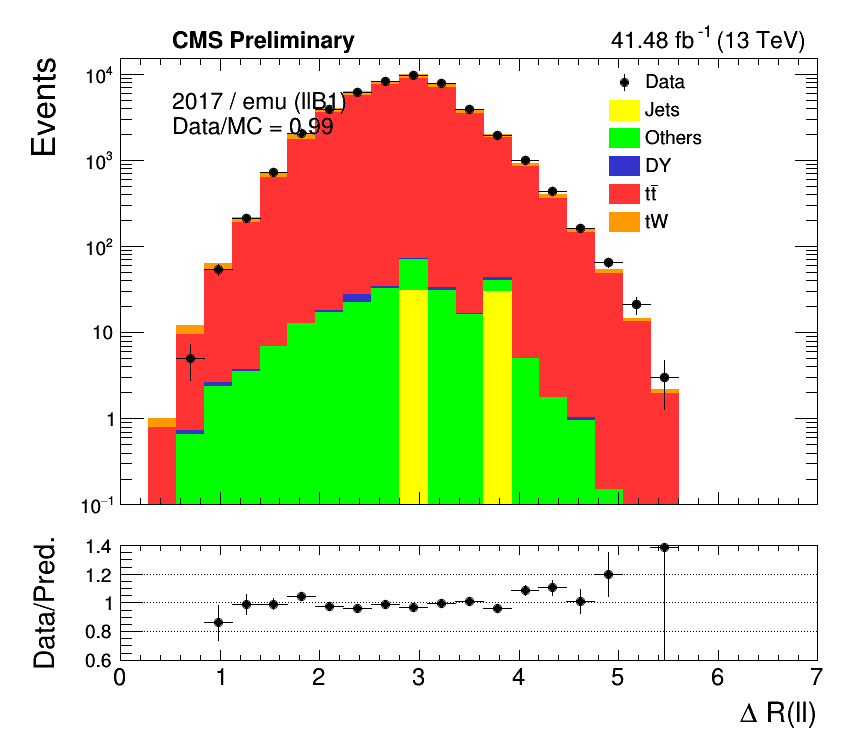 CMS Preliminary
41.48 fb⁻¹ (13 TeV)
Events
10⁴
10³
10²
10
1
10⁻¹
2017 / emu (llB1)
Data/MC = 0.99
Data
Jets
Others
DY
tt̄
tW
Data/Pred.
1.4
1.2
1
0.8
0.6
0 1 2 3 4 5 6 7
Δ R(ll)